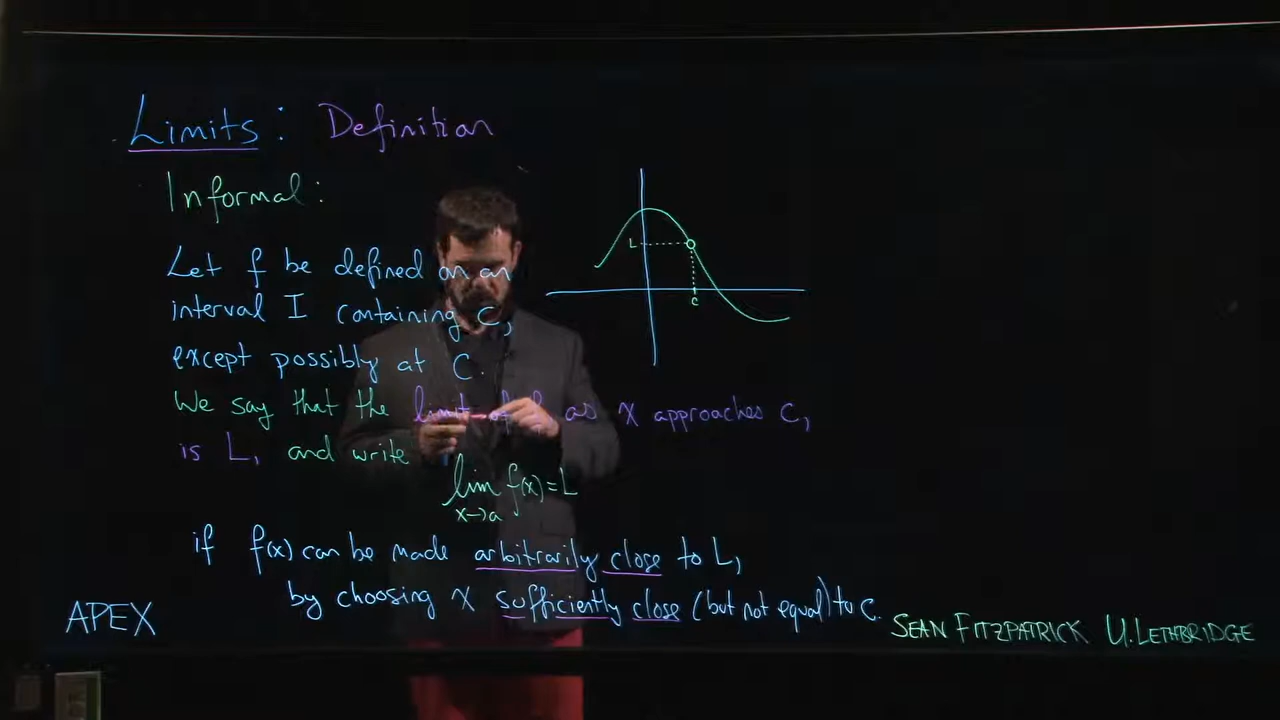 Limits: Definition
Informal:
Let f be defined on an
interval I containing c,
except possibly at c.
We say that the limit of f as x approaches c,
is L, and write
lim f(x) = L
x→a
if f(x) can be made arbitrarily close to L,
by choosing x sufficiently close (but not equal) to c.
L
c
APEX
SEAN FITZPATRICK U. LETHBRIDGE